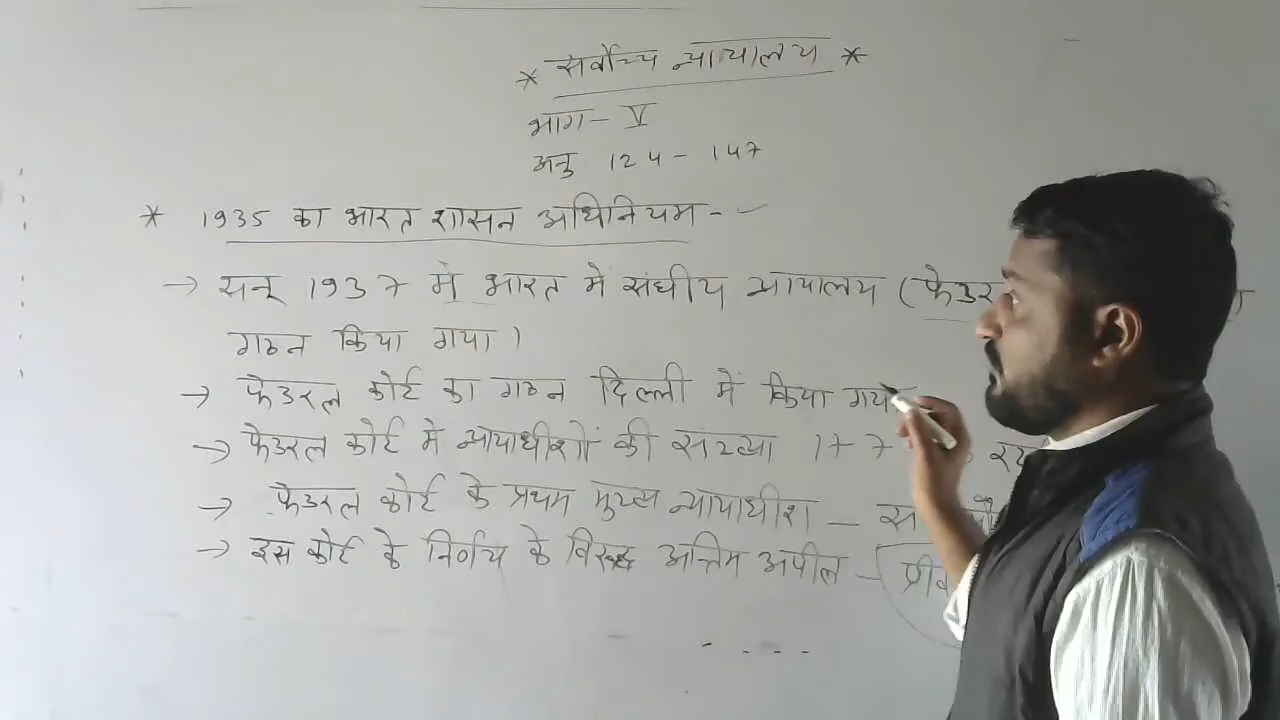 * सर्वोच्य न्यायालय *
भाग - V
अनु 124 - 147
* 1935 का भारत शासन अधिनियम -
→ सन् 1937 में भारत में संघीय न्यायालय (फेडर
गठन किया गया।
→ फेडरल कोर्ट का गठन दिल्ली में किया गया
→ फेडरल कोर्ट में न्यायाधीशों की संख्या 1+7
→ फेडरल कोर्ट के प्रथम मुख्य न्यायाधीश - स
→ इस कोर्ट के निर्णय के विरुद्ध अन्तिम अपील - प्रीव